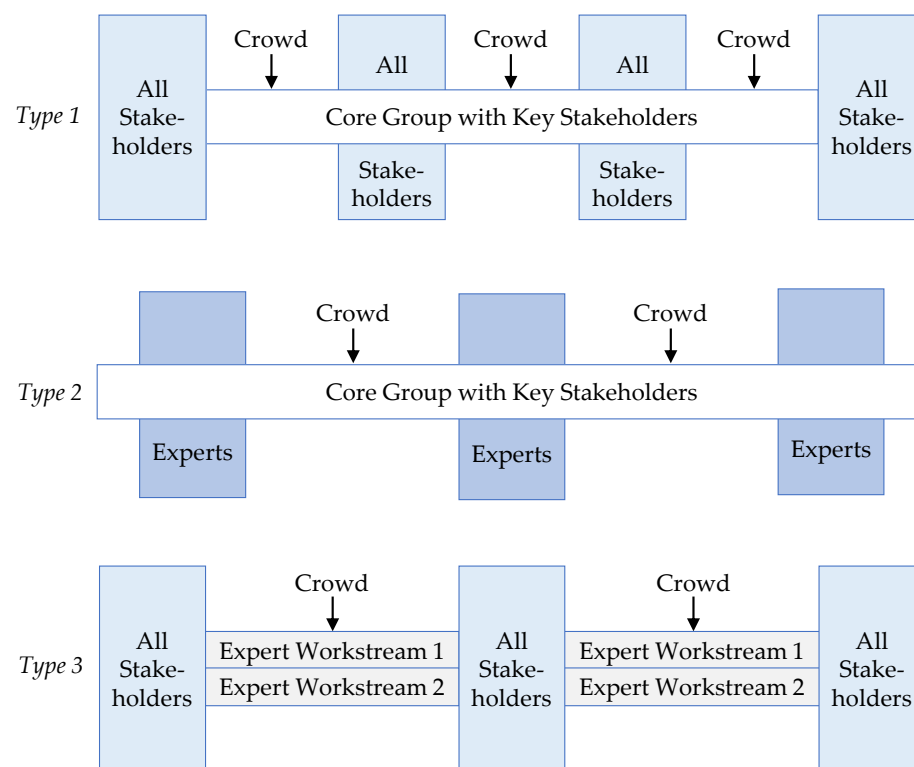 Crowd
Crowd
Crowd
All
Stake-
holders
All
All
All
Stake-
holders
Type 1
Core Group with Key Stakeholders
Stake-
holders
Stake-
holders
Crowd
Crowd
Type 2
Core Group with Key Stakeholders
Experts
Experts
Experts
Crowd
Crowd
Type 3
All
Stake-
holders
Expert Workstream 1
Expert Workstream 2
All
Stake-
holders
Expert Workstream 1
Expert Workstream 2
All
Stake-
holders